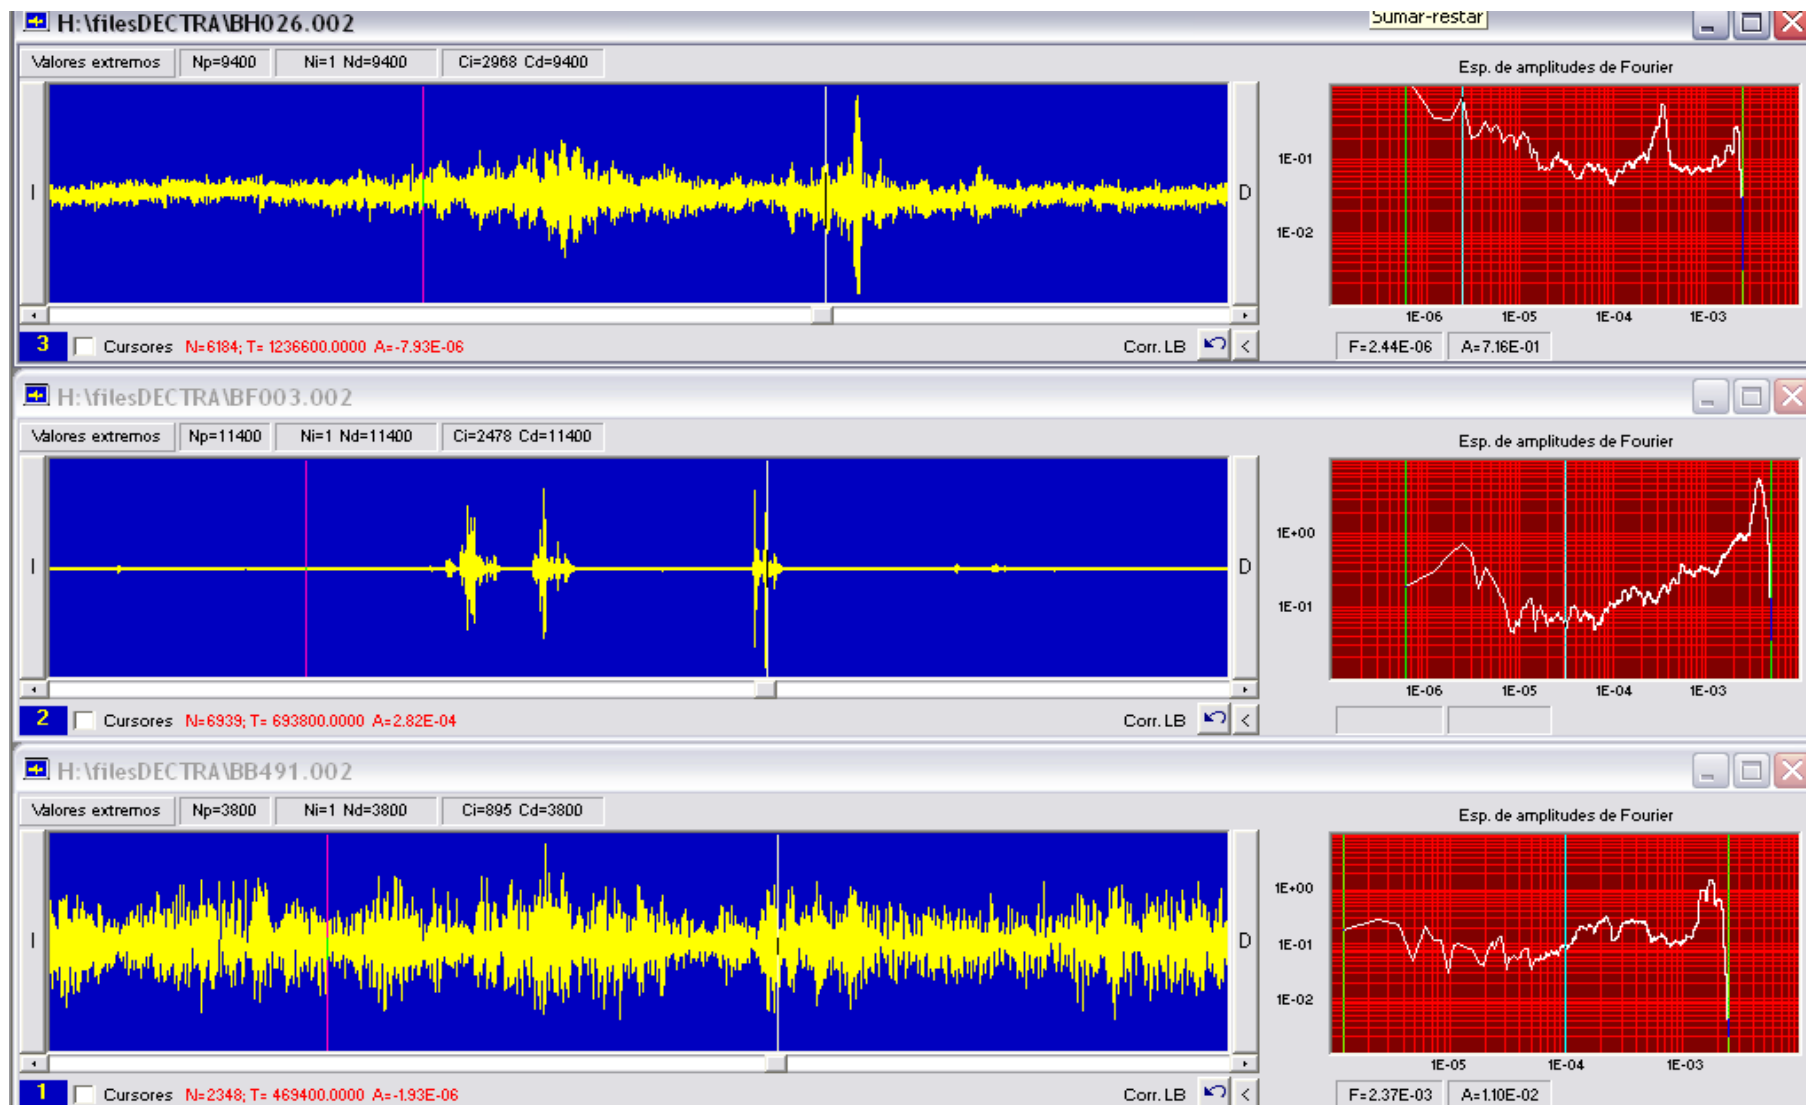 H:\filesDECTRA\BH026.002
Sumar-restar
Valores extremos Np=9400 Ni=1 Nd=9400 Ci=2968 Cd=9400
Esp. de amplitudes de Fourier
I
D
1E-01
1E-02
1E-06 1E-05 1E-04 1E-03
3 Cursores N=6184; T= 1236600.0000 A=-7.93E-06
Corr. LB <
F=2.44E-06 A=7.16E-01
H:\filesDECTRA\BF003.002
Valores extremos Np=11400 Ni=1 Nd=11400 Ci=2478 Cd=11400
Esp. de amplitudes de Fourier
I
D
1E+00
1E-01
1E-06 1E-05 1E-04 1E-03
2 Cursores N=6939; T= 693800.0000 A=2.82E-04
Corr. LB <
H:\filesDECTRA\BB491.002
Valores extremos Np=3800 Ni=1 Nd=3800 Ci=895 Cd=3800
Esp. de amplitudes de Fourier
I
D
1E+00
1E-01
1E-02
1E-05 1E-04 1E-03
1 Cursores N=2348; T= 469400.0000 A=-1.93E-06
Corr. LB <
F=2.37E-03 A=1.10E-02